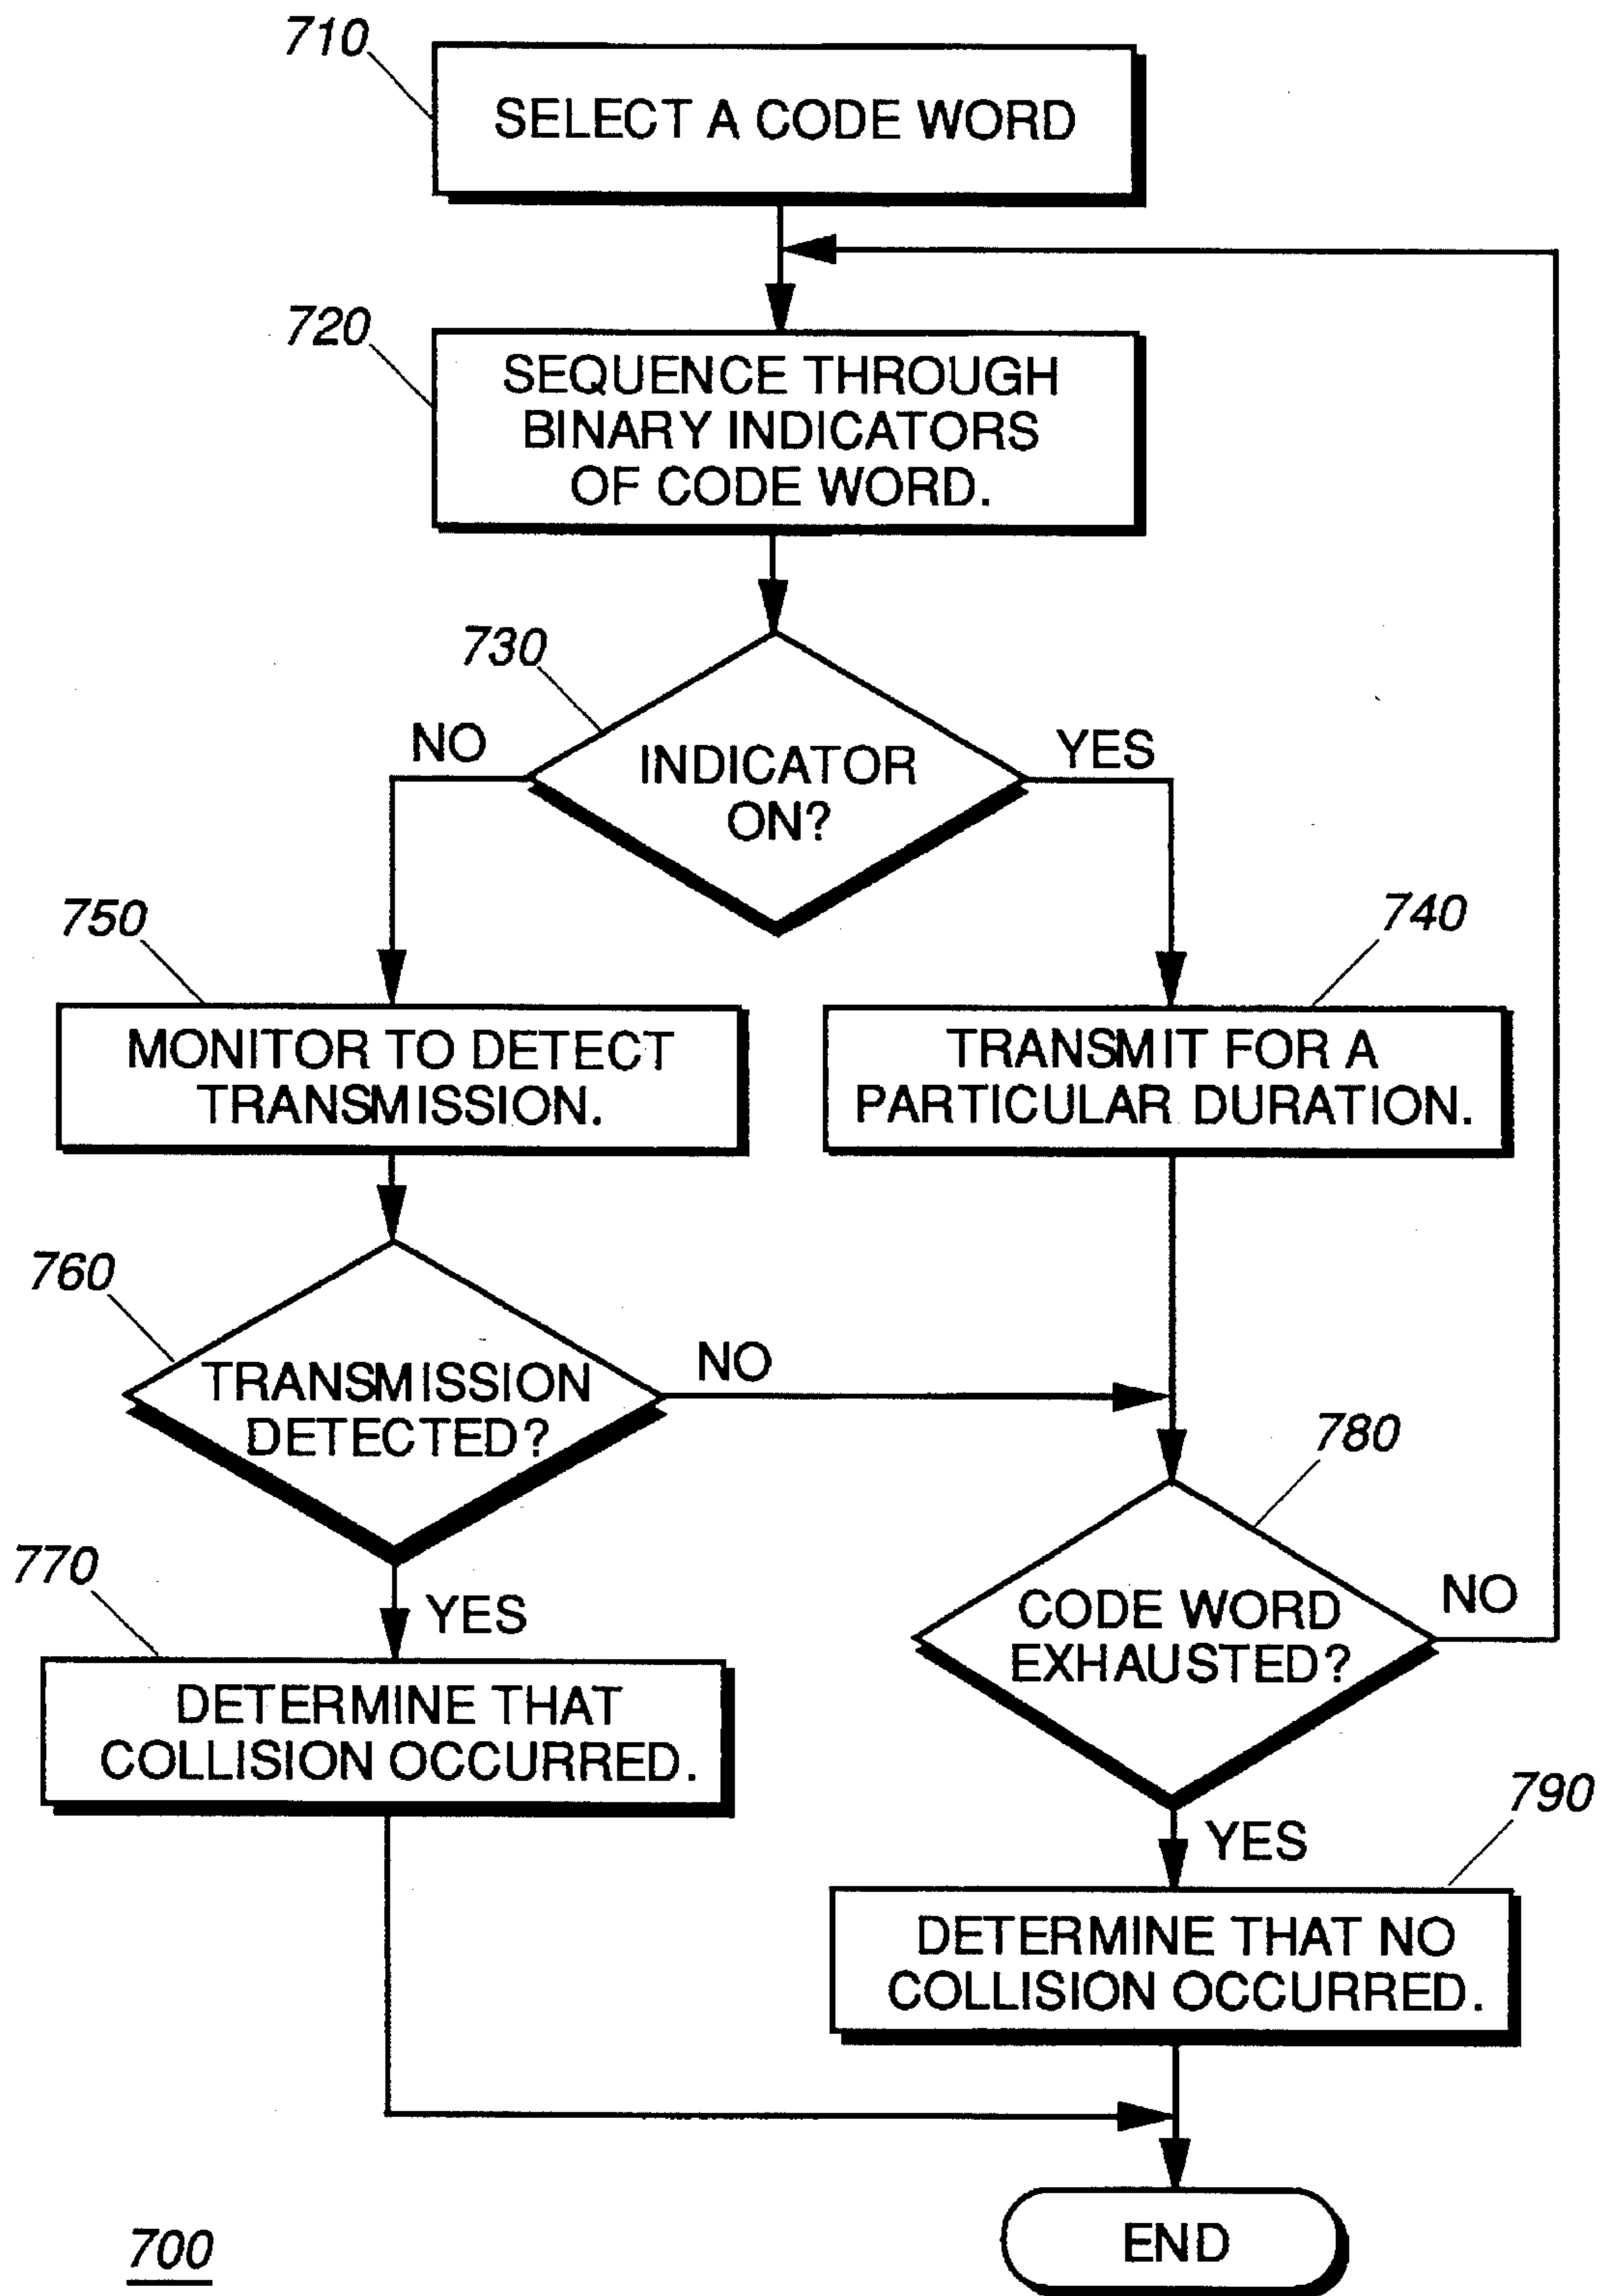 710
SELECT A CODE WORD
720
SEQUENCE THROUGH
BINARY INDICATORS
OF CODE WORD.
730
NO
YES
INDICATOR
ON?
750
740
MONITOR TO DETECT
TRANSMISSION.
TRANSMIT FOR A
PARTICULAR DURATION.
760
TRANSMISSION
DETECTED?
NO
780
770
YES
CODE WORD
EXHAUSTED?
NO
DETERMINE THAT
COLLISION OCCURRED.
790
YES
DETERMINE THAT NO
COLLISION OCCURRED.
END
700